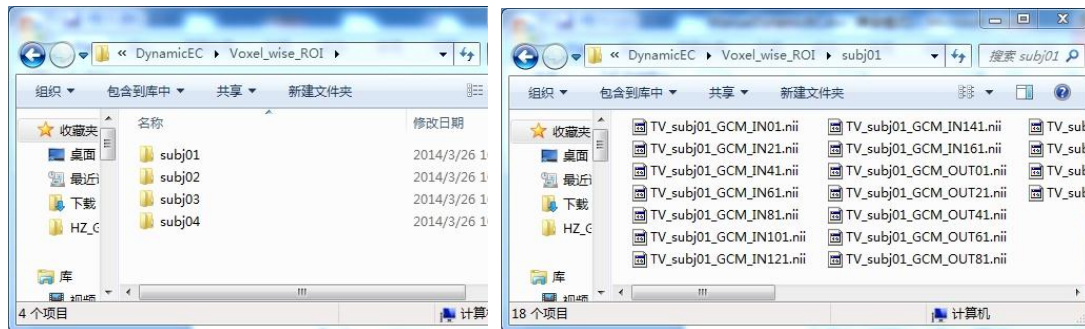 « DynamicEC ▸ Voxel_wise_ROI ▸
组织 包含到库中 共享 新建文件夹
收藏夹
桌面
下载
库
名称 修改日期
subj01 2014/3/26
subj02 2014/3/26
subj03 2014/3/26
subj04 2014/3/26
4 个项目
« DynamicEC ▸ Voxel_wise_ROI ▸ subj01
搜索 subj01
组织 包含到库中 共享 新建文件夹
收藏夹
桌面
下载
库
TV_subj01_GCM_IN01.nii
TV_subj01_GCM_IN21.nii
TV_subj01_GCM_IN41.nii
TV_subj01_GCM_IN61.nii
TV_subj01_GCM_IN81.nii
TV_subj01_GCM_IN101.nii
TV_subj01_GCM_IN121.nii
TV_subj01_GCM_IN141.nii
TV_subj01_GCM_IN161.nii
TV_subj01_GCM_OUT01.nii
TV_subj01_GCM_OUT21.nii
TV_subj01_GCM_OUT41.nii
TV_subj01_GCM_OUT61.nii
TV_subj01_GCM_OUT81.nii
18 个项目
计算机